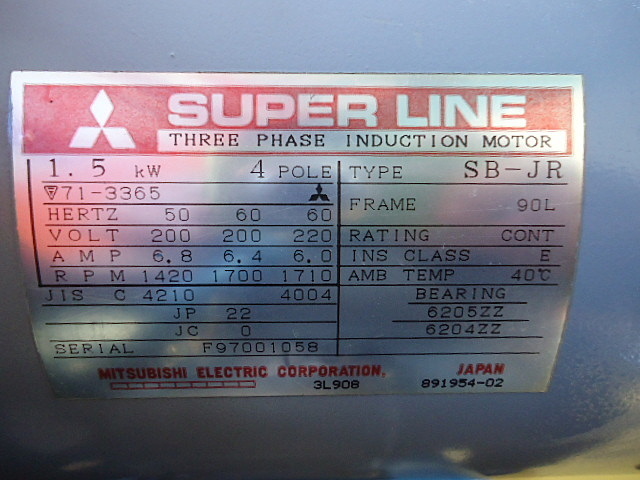 SUPER LINE
THREE PHASE INDUCTION MOTOR
1.5 kW 4 POLE TYPE SB-JR
71-3365
FRAME 90L
HERTZ 50 60 60
VOLT 200 200 220 RATING CONT
AMP 6.8 6.4 6.0 INS CLASS E
RPM 1420 1700 1710 AMB TEMP 40℃
JIS C 4210 4004 BEARING
JP 22 6205ZZ
JC 0 6204ZZ
SERIAL F97001058
MITSUBISHI ELECTRIC CORPORATION. JAPAN
3L908 891954-02